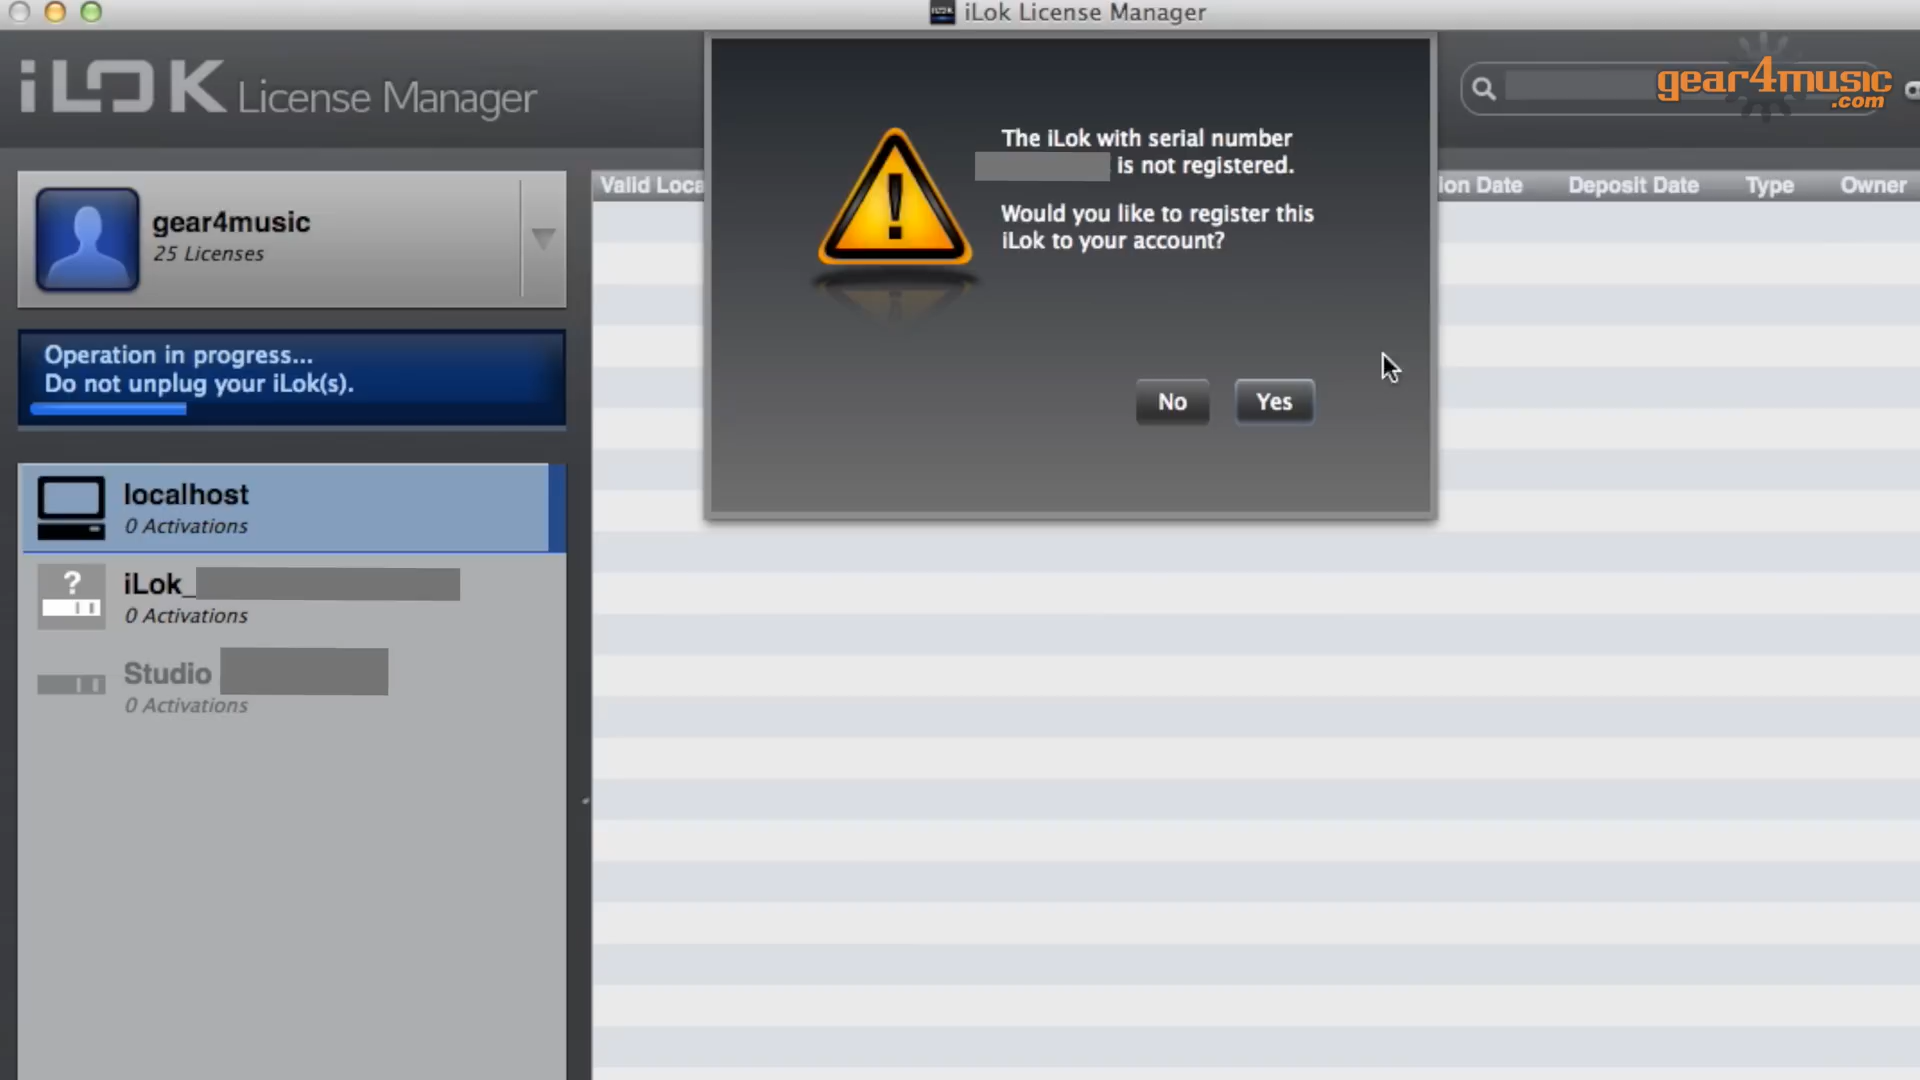 iLok License Manager
iLOK License Manager
gear4music
.com
The iLok with serial number
is not registered.
Would you like to register this
iLok to your account?
No Yes
gear4music
25 Licenses
Operation in progress...
Do not unplug your iLok(s).
Valid Loca ion Date Deposit Date Type Owner
localhost
0 Activations
iLok_
0 Activations
Studio
0 Activations